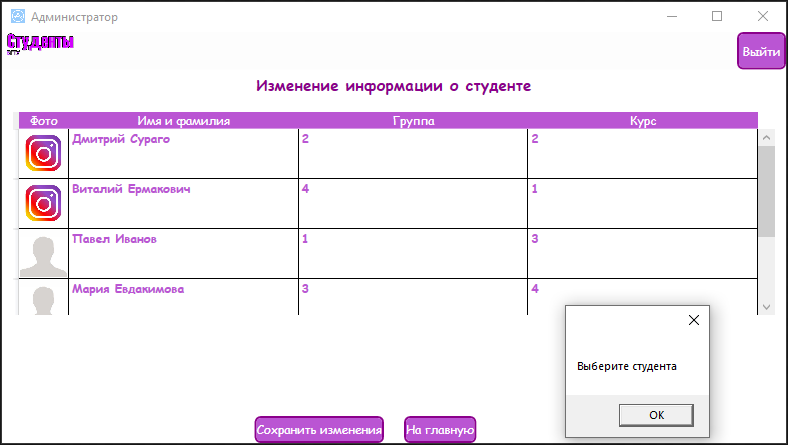 Администратор
Студенты
БГТУ
Выйти
Изменение информации о студенте
Фото Имя и фамилия Группа Курс
Дмитрий Сураго 2 2
Виталий Ермакович 4 1
Павел Иванов 1 3
Мария Евдакимова 3 4
Выберите студента
OK
Сохранить изменения На главную